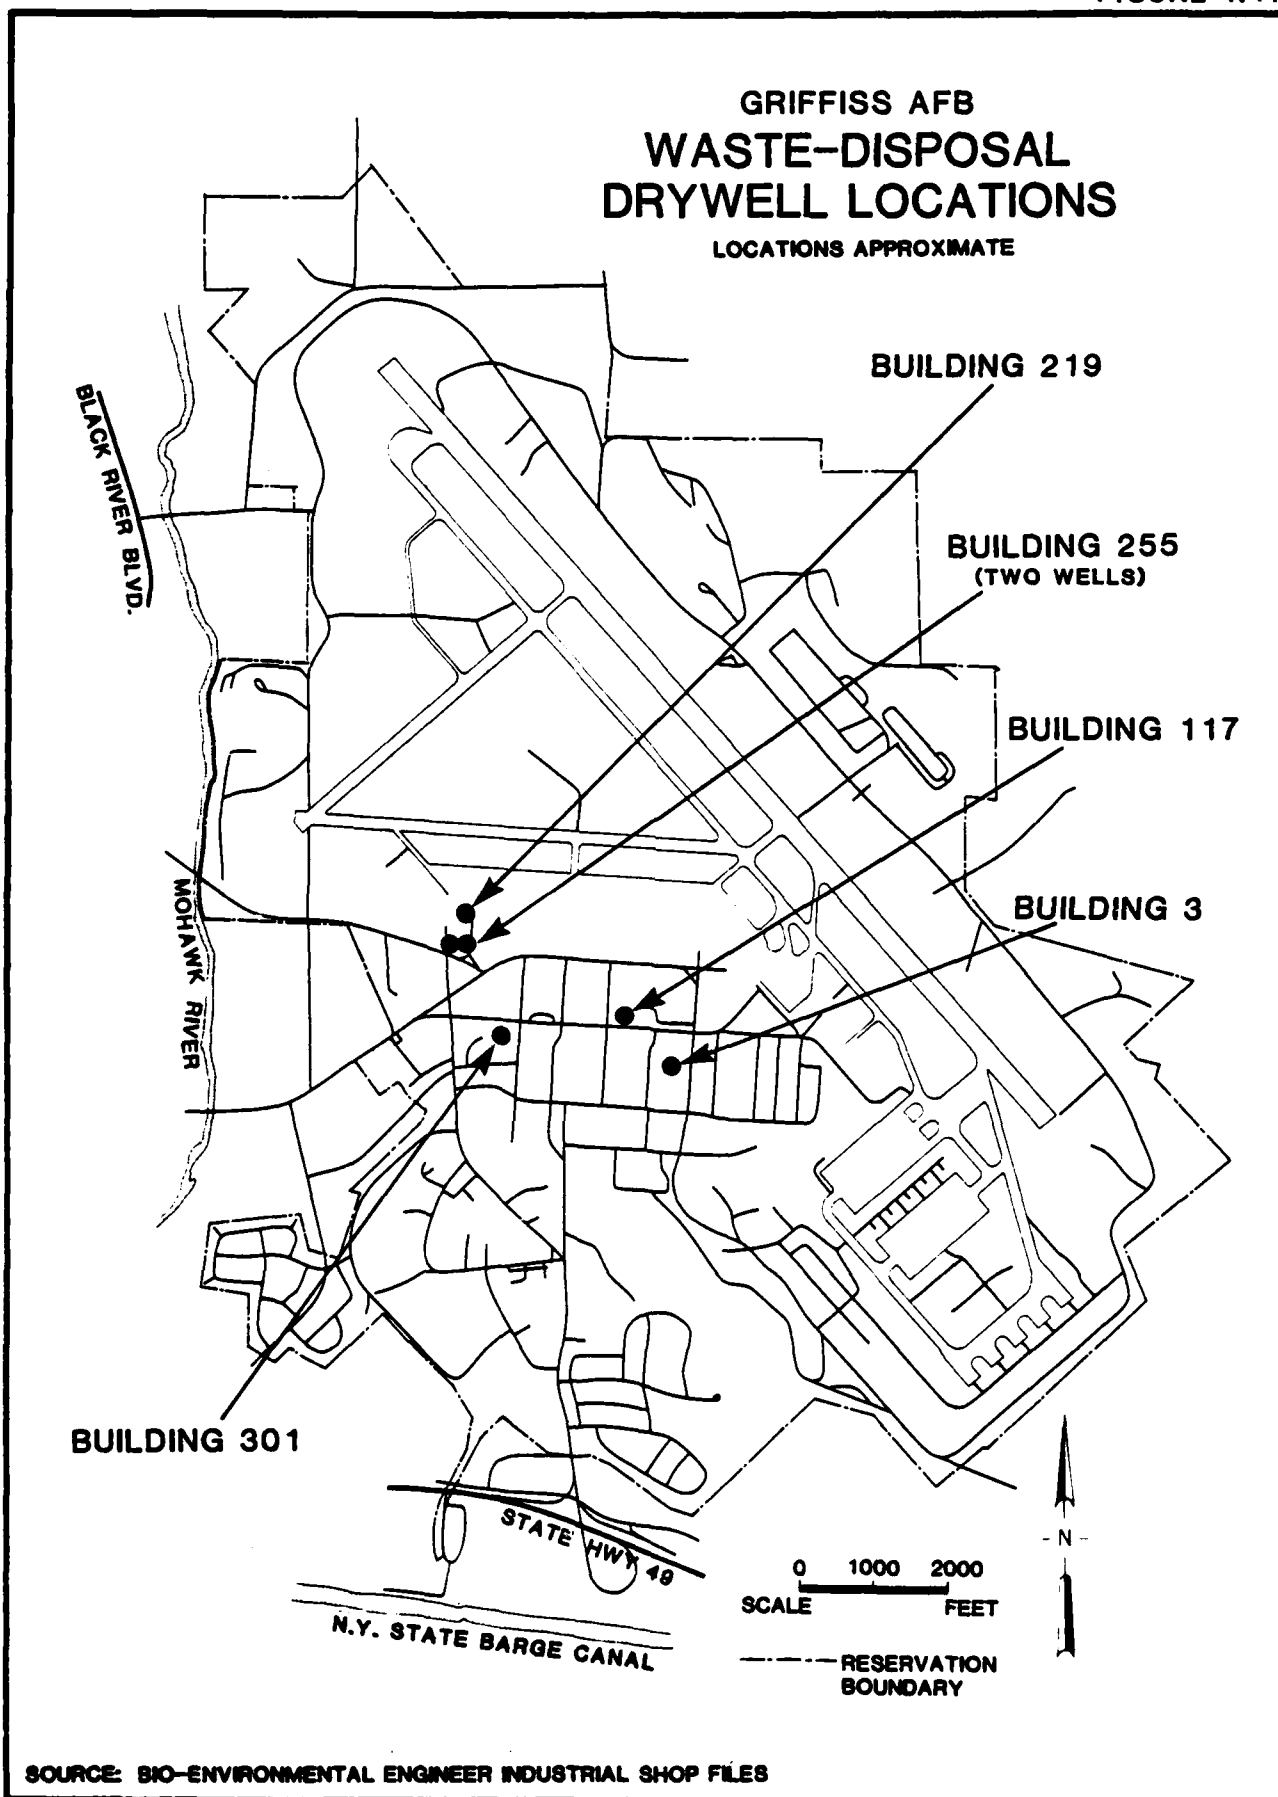 GRIFFISS AFB
WASTE-DISPOSAL
DRYWELL LOCATIONS
LOCATIONS APPROXIMATE
BUILDING 219
BLACK RIVER BLVD.
BUILDING 255
(TWO WELLS)
BUILDING 117
MOHAWK RIVER
BUILDING 3
BUILDING 301
STATE HWY 49
- N -
0 1000 2000
SCALE FEET
N.Y. STATE BARGE CANAL
RESERVATION
BOUNDARY
SOURCE: BIO-ENVIRONMENTAL ENGINEER INDUSTRIAL SHOP FILES